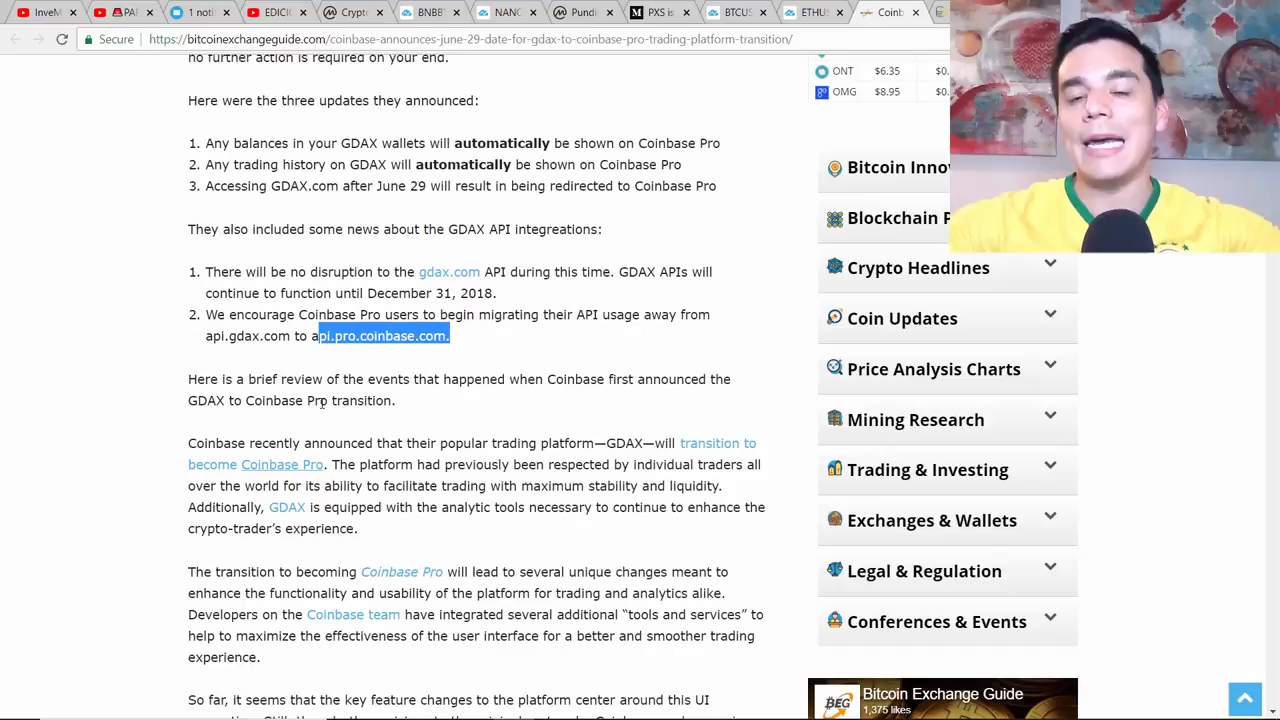 InveM
PAF
1 noti
EDICIO
Crypto
BNBB
NANO
Pundi
PXS is
BTCUS
ETHUS
Coinb
Secure | https://bitcoinexchangeguide.com/coinbase-announces-june-29-date-for-gdax-to-coinbase-pro-trading-platform-transition/
no further action is required on your end.
Here were the three updates they announced:
1. Any balances in your GDAX wallets will automatically be shown on Coinbase Pro
2. Any trading history on GDAX will automatically be shown on Coinbase Pro
3. Accessing GDAX.com after June 29 will result in being redirected to Coinbase Pro
They also included some news about the GDAX API integreations:
1. There will be no disruption to the gdax.com API during this time. GDAX APIs will
continue to function until December 31, 2018.
2. We encourage Coinbase Pro users to begin migrating their API usage away from
api.gdax.com to api.pro.coinbase.com.
Here is a brief review of the events that happened when Coinbase first announced the
GDAX to Coinbase Pro transition.
Coinbase recently announced that their popular trading platform—GDAX—will transition to
become Coinbase Pro. The platform had previously been respected by individual traders all
over the world for its ability to facilitate trading with maximum stability and liquidity.
Additionally, GDAX is equipped with the analytic tools necessary to continue to enhance the
crypto-trader's experience.
The transition to becoming Coinbase Pro will lead to several unique changes meant to
enhance the functionality and usability of the platform for trading and analytics alike.
Developers on the Coinbase team have integrated several additional “tools and services” to
help to maximize the effectiveness of the user interface for a better and smoother trading
experience.
So far, it seems that the key feature changes to the platform center around this UI
ONT $6.35 $0.
OMG $8.95 $0.
Bitcoin Innov
Blockchain P
Crypto Headlines
Coin Updates
Price Analysis Charts
Mining Research
Trading & Investing
Exchanges & Wallets
Legal & Regulation
Conferences & Events
BEG
Bitcoin Exchange Guide
1,375 likes